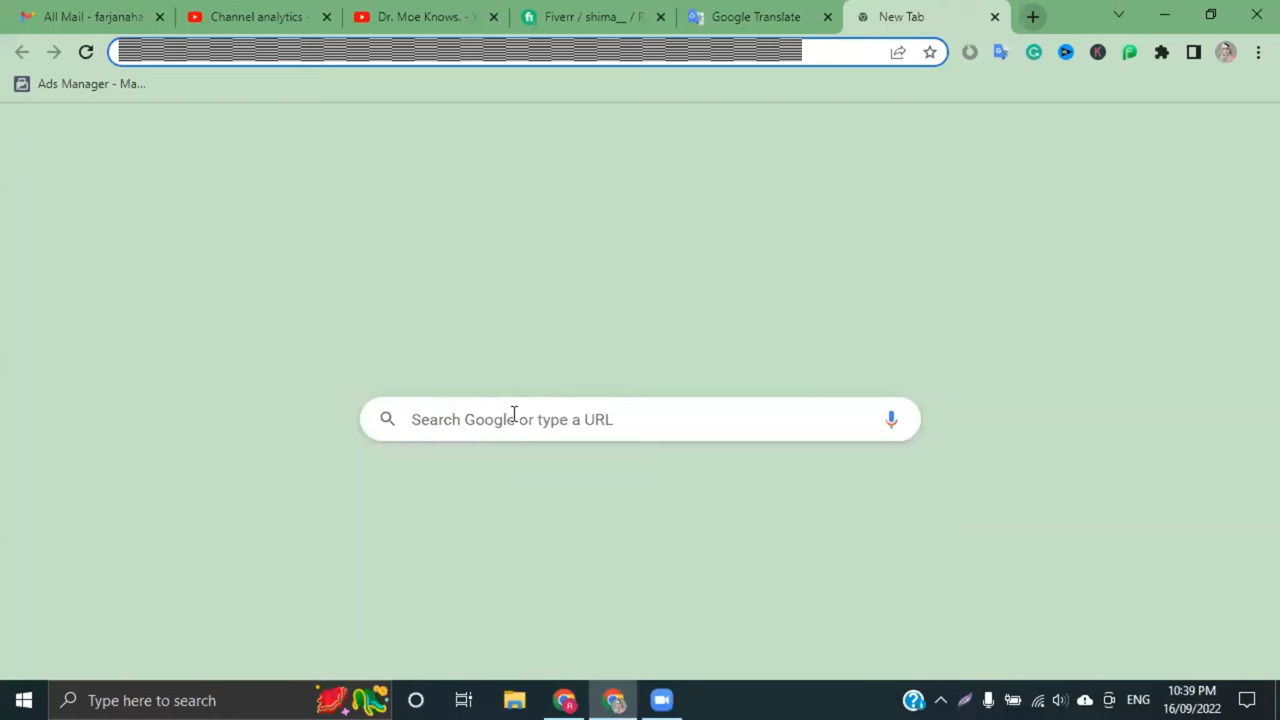 All Mail - farjanaha
Channel analytics -
Dr. Moe Knows. - Y
Fiverr / shima__ / 
Google Translate
New Tab
Ads Manager - Ma...
Search Google or type a URL
Type here to search
ENG
10:39 PM
16/09/2022